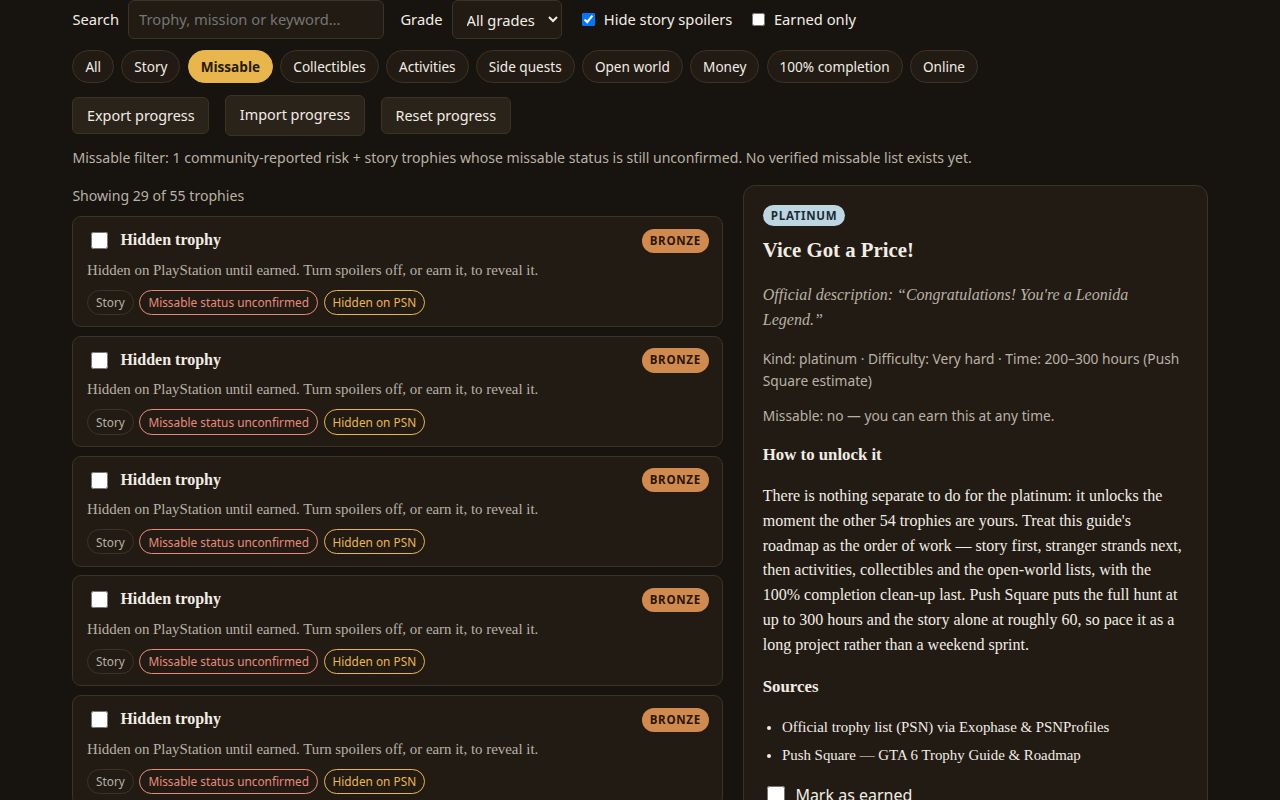 Search Trophy, mission or keyword... Grade All grades Hide story spoilers Earned only
All Story Missable Collectibles Activities Side quests Open world Money 100% completion Online
Export progress Import progress Reset progress
Missable filter: 1 community-reported risk + story trophies whose missable status is still unconfirmed. No verified missable list exists yet.
Showing 29 of 55 trophies
Hidden trophy BRONZE
Hidden on PlayStation until earned. Turn spoilers off, or earn it, to reveal it.
Story Missable status unconfirmed Hidden on PSN
Hidden trophy BRONZE
Hidden on PlayStation until earned. Turn spoilers off, or earn it, to reveal it.
Story Missable status unconfirmed Hidden on PSN
Hidden trophy BRONZE
Hidden on PlayStation until earned. Turn spoilers off, or earn it, to reveal it.
Story Missable status unconfirmed Hidden on PSN
Hidden trophy BRONZE
Hidden on PlayStation until earned. Turn spoilers off, or earn it, to reveal it.
Story Missable status unconfirmed Hidden on PSN
Hidden trophy BRONZE
Hidden on PlayStation until earned. Turn spoilers off, or earn it, to reveal it.
Story Missable status unconfirmed Hidden on PSN
PLATINUM
Vice Got a Price!
Official description: “Congratulations! You're a Leonida
Legend.”
Kind: platinum · Difficulty: Very hard · Time: 200–300 hours (Push
Square estimate)
Missable: no — you can earn this at any time.
How to unlock it
There is nothing separate to do for the platinum: it unlocks the
moment the other 54 trophies are yours. Treat this guide's
roadmap as the order of work — story first, stranger strands next,
then activities, collectibles and the open-world lists, with the
100% completion clean-up last. Push Square puts the full hunt at
up to 300 hours and the story alone at roughly 60, so pace it as a
long project rather than a weekend sprint.
Sources
• Official trophy list (PSN) via Exophase & PSNProfiles
• Push Square — GTA 6 Trophy Guide & Roadmap
Mark as earned